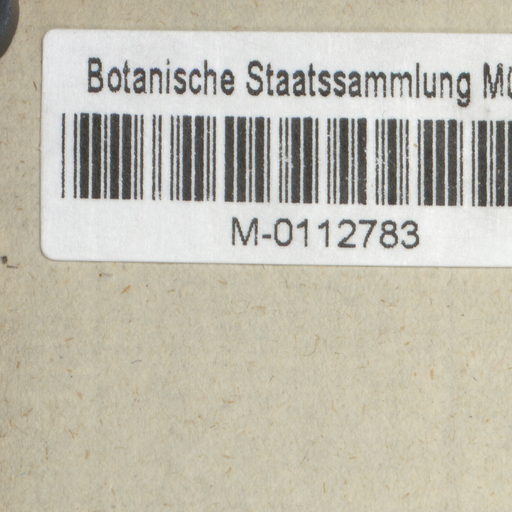 Botanische Staatssammlung
M-0112783